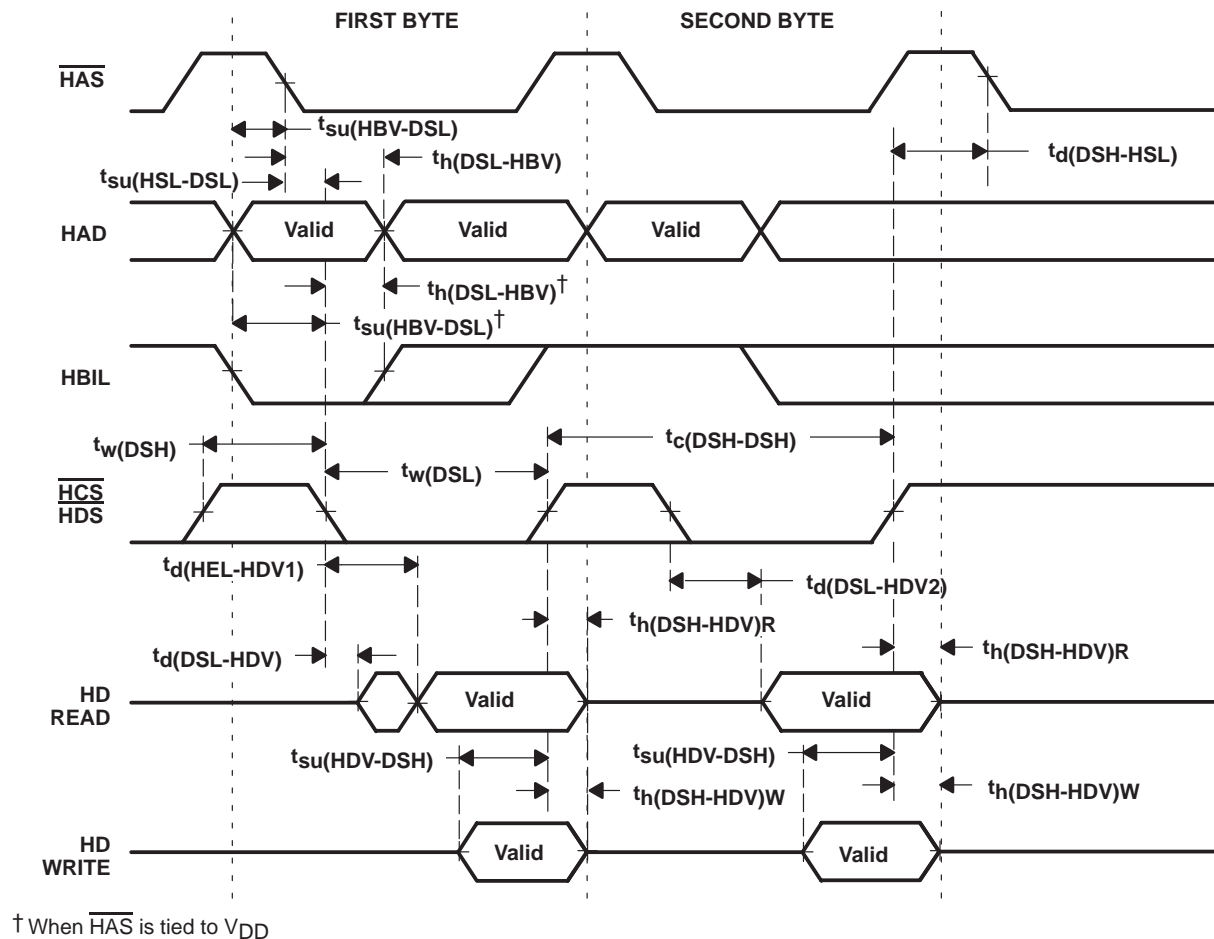 FIRST BYTE
SECOND BYTE
HAS
tsu(HBV-DSL)
th(DSL-HBV)
td(DSH-HSL)
tsu(HSL-DSL)
HAD
Valid
Valid
Valid
th(DSL-HBV)†
tsu(HBV-DSL)†
HBIL
tw(DSH)
tc(DSH-DSH)
tw(DSL)
HCS
HDS
td(HEL-HDV1)
td(DSL-HDV2)
th(DSH-HDV)R
td(DSL-HDV)
th(DSH-HDV)R
HD
READ
Valid
Valid
tsu(HDV-DSH)
tsu(HDV-DSH)
th(DSH-HDV)W
th(DSH-HDV)W
HD
WRITE
Valid
Valid
† When HAS is tied to VDD